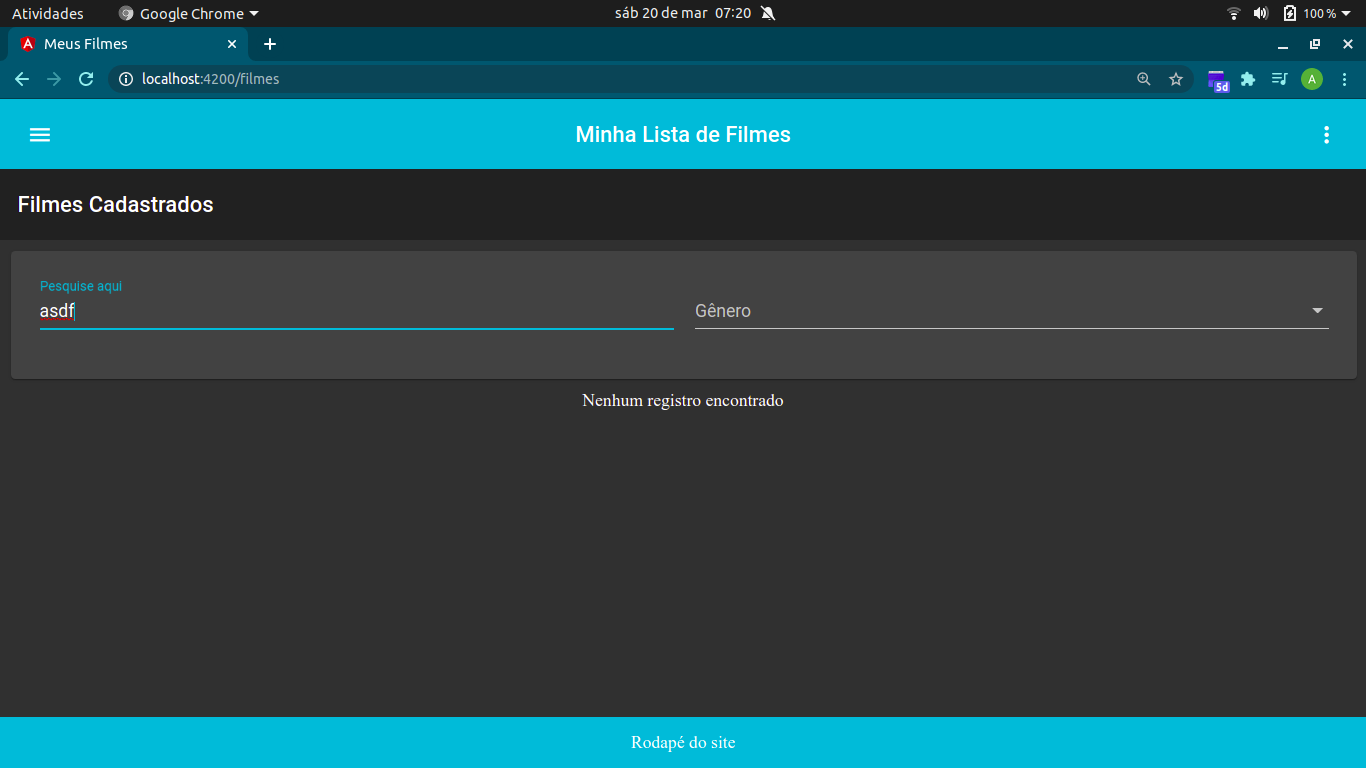 Atividades Google Chrome sáb 20 de mar 07:20 100 %
Meus Filmes
localhost:4200/filmes 5d A
Minha Lista de Filmes
Filmes Cadastrados
Pesquise aqui
asdf Gênero
Nenhum registro encontrado
Rodapé do site